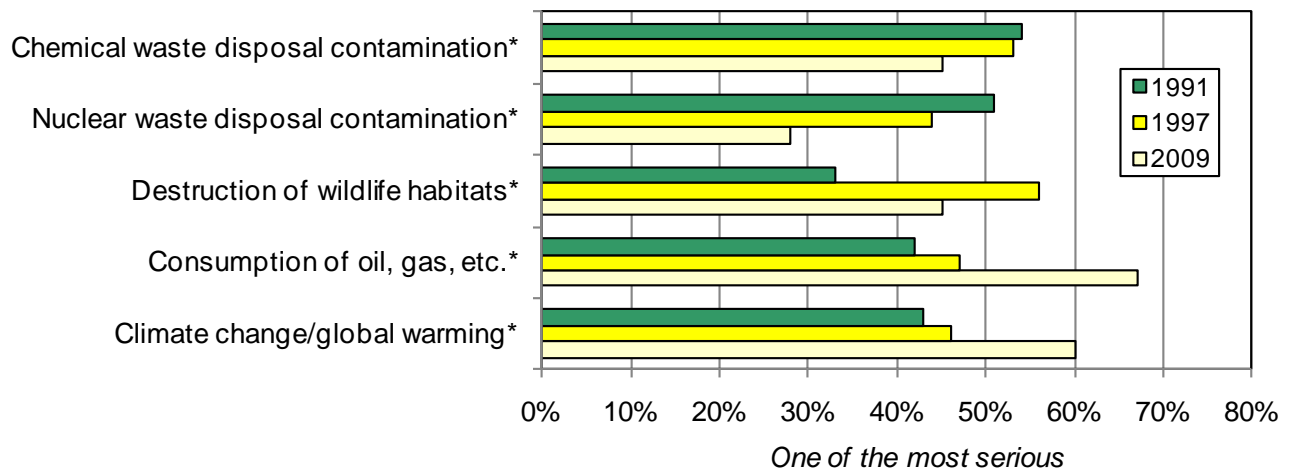 Chemical waste disposal contamination*
Nuclear waste disposal contamination*
Destruction of wildlife habitats*
Consumption of oil, gas, etc.*
Climate change/global warming*
1991
1997
2009
0% 10% 20% 30% 40% 50% 60% 70% 80%
One of the most serious